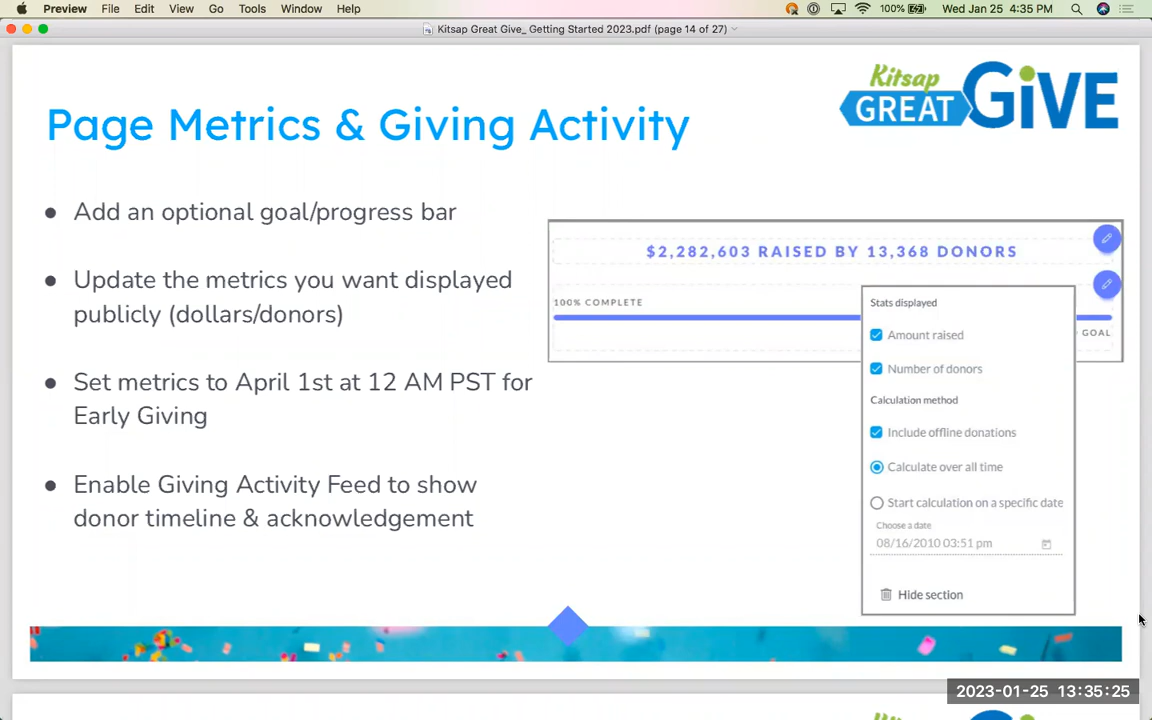 Preview File Edit View Go Tools Window Help 100% Wed Jan 25 4:35 PM
Kitsap Great Give_ Getting Started 2023.pdf (page 14 of 27)
Kitsap
GREAT GiVE
Page Metrics & Giving Activity
● Add an optional goal/progress bar
● Update the metrics you want displayed
publicly (dollars/donors)
● Set metrics to April 1st at 12 AM PST for
Early Giving
● Enable Giving Activity Feed to show
donor timeline & acknowledgement
$2,282,603 RAISED BY 13,368 DONORS
100% COMPLETE
GOAL
Stats displayed
Amount raised
Number of donors
Calculation method
Include offline donations
Calculate over all time
Start calculation on a specific date
Choose a date
08/16/2010 03:51 pm
Hide section
2023-01-25 13:35:25